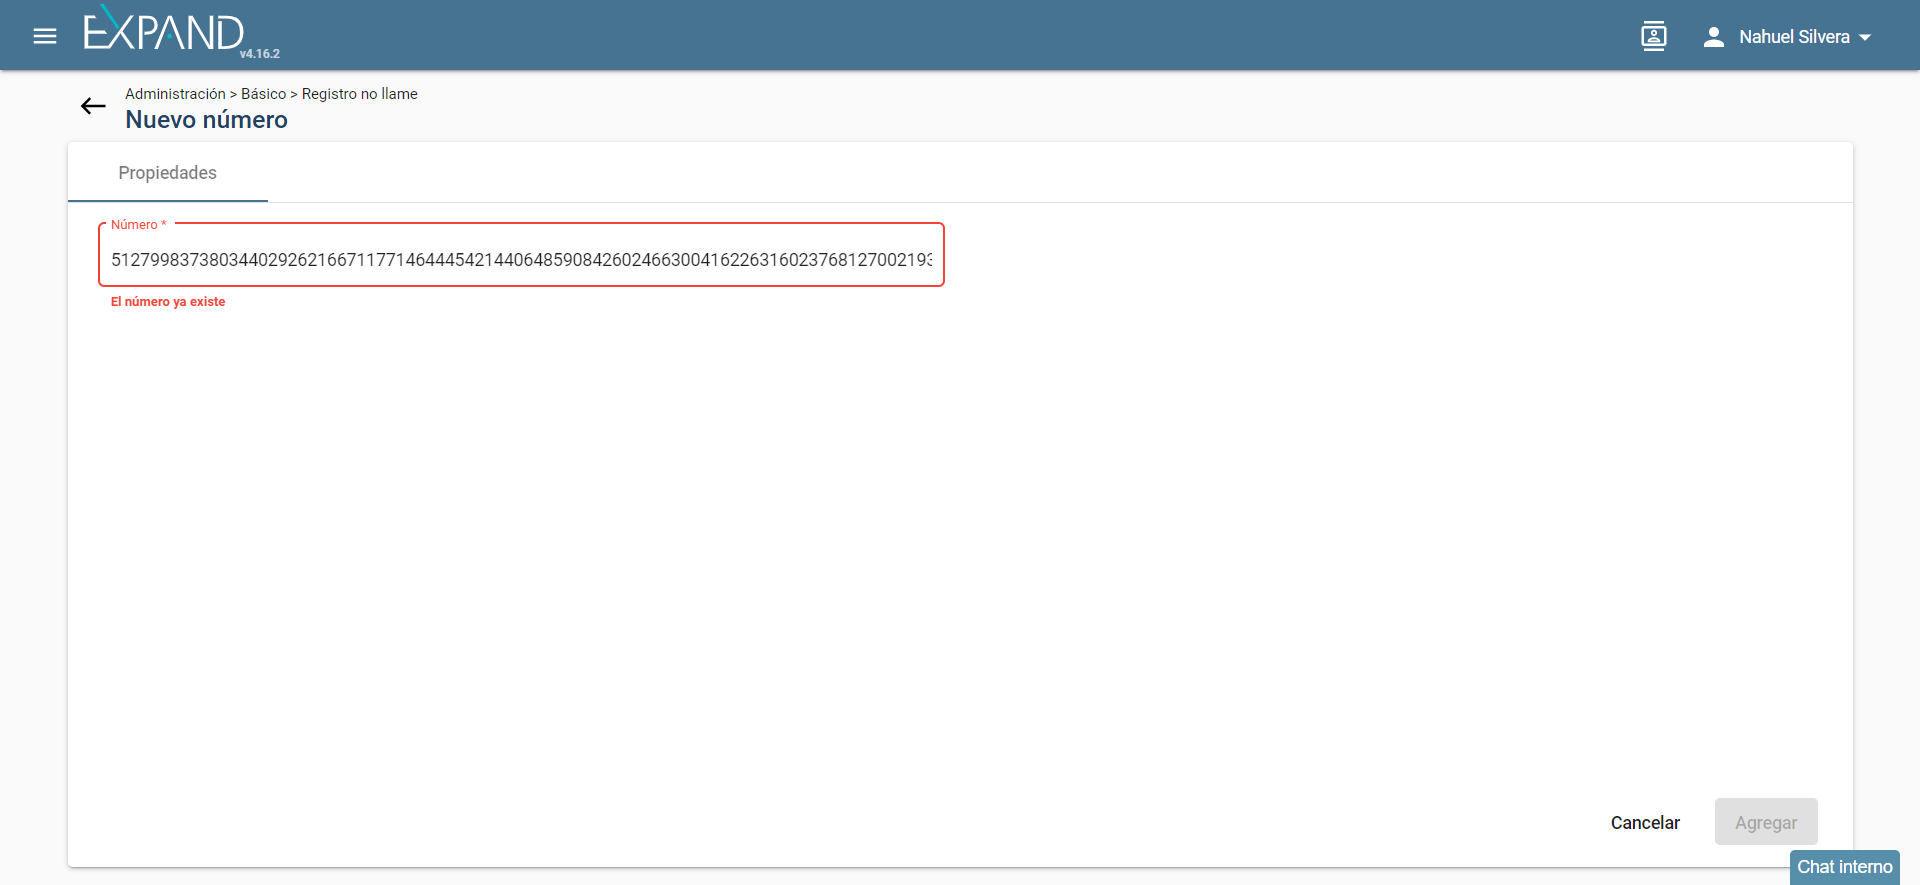 EXPAND
v4.16.2
Nahuel Silvera
Administración > Básico > Registro no llame
Nuevo número
Propiedades
Número *
512799837380344029262166711771464445421440648590842602466300416226316023768127002193
El número ya existe
Cancelar
Agregar
Chat interno